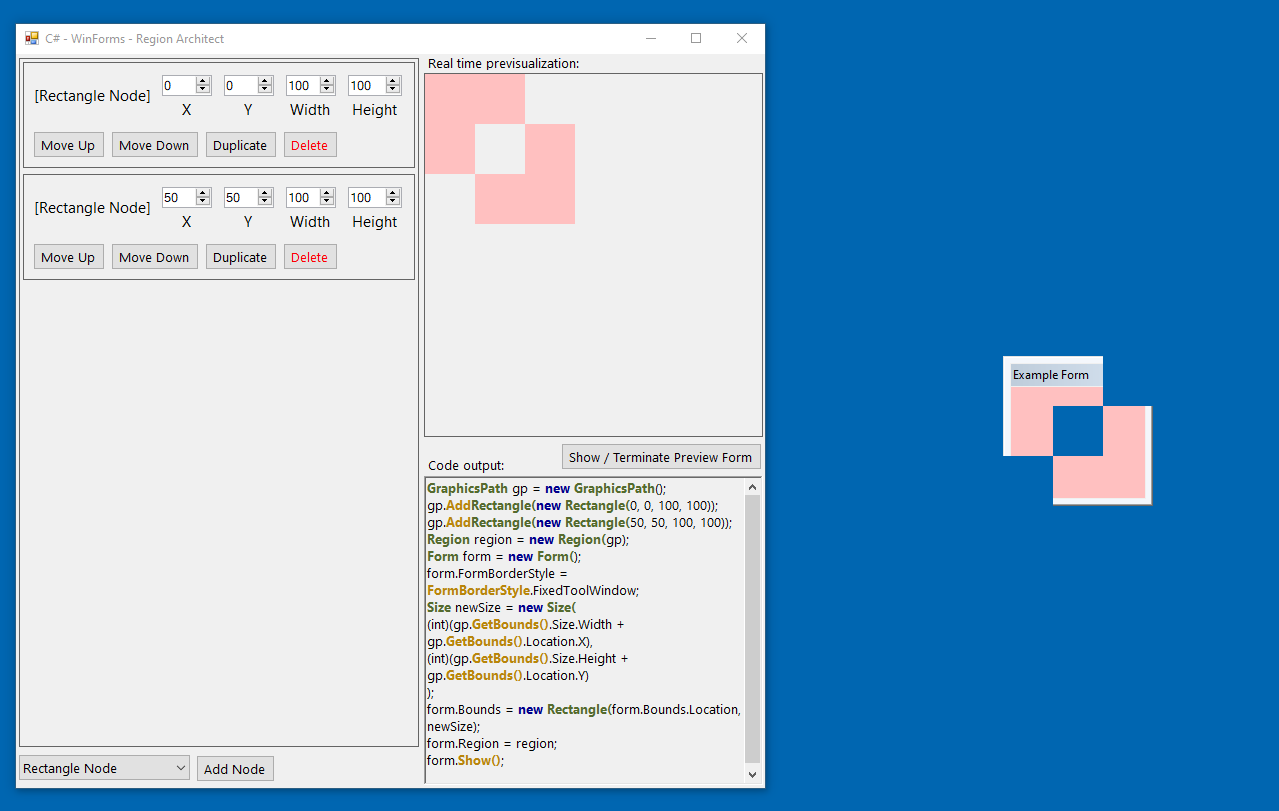 C# - WinForms - Region Architect
[Rectangle Node] 0 0 100 100
X Y Width Height
Move Up Move Down Duplicate Delete
[Rectangle Node] 50 50 100 100
X Y Width Height
Move Up Move Down Duplicate Delete
Rectangle Node Add Node
Real time previsualization:
Show / Terminate Preview Form
Code output:
GraphicsPath gp = new GraphicsPath();
gp.AddRectangle(new Rectangle(0, 0, 100, 100));
gp.AddRectangle(new Rectangle(50, 50, 100, 100));
Region region = new Region(gp);
Form form = new Form();
form.FormBorderStyle =
FormBorderStyle.FixedToolWindow;
Size newSize = new Size(
(int)(gp.GetBounds().Size.Width +
gp.GetBounds().Location.X),
(int)(gp.GetBounds().Size.Height +
gp.GetBounds().Location.Y)
);
form.Bounds = new Rectangle(form.Bounds.Location,
newSize);
form.Region = region;
form.Show();
Example Form